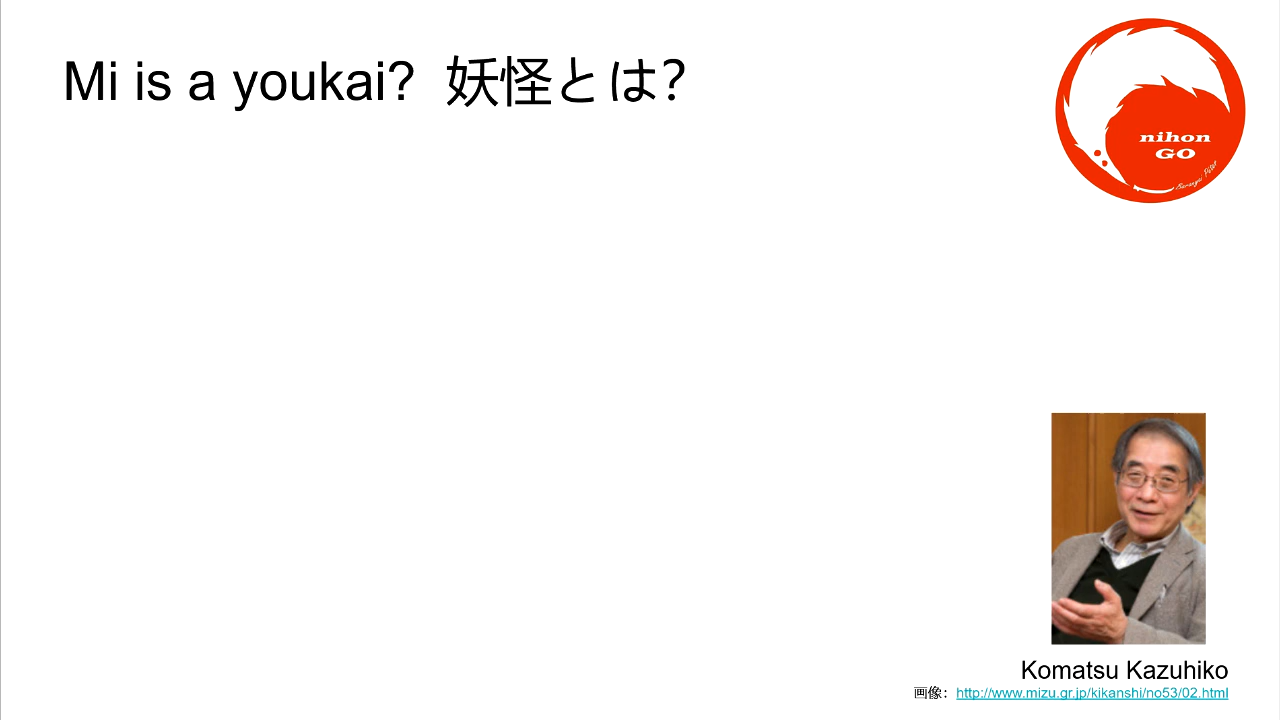 Mi is a youkai? 妖怪とは?
nihon
GO
Komatsu Kazuhiko
画像: http://www.mizu.gr.jp/kikanshi/no53/02.html